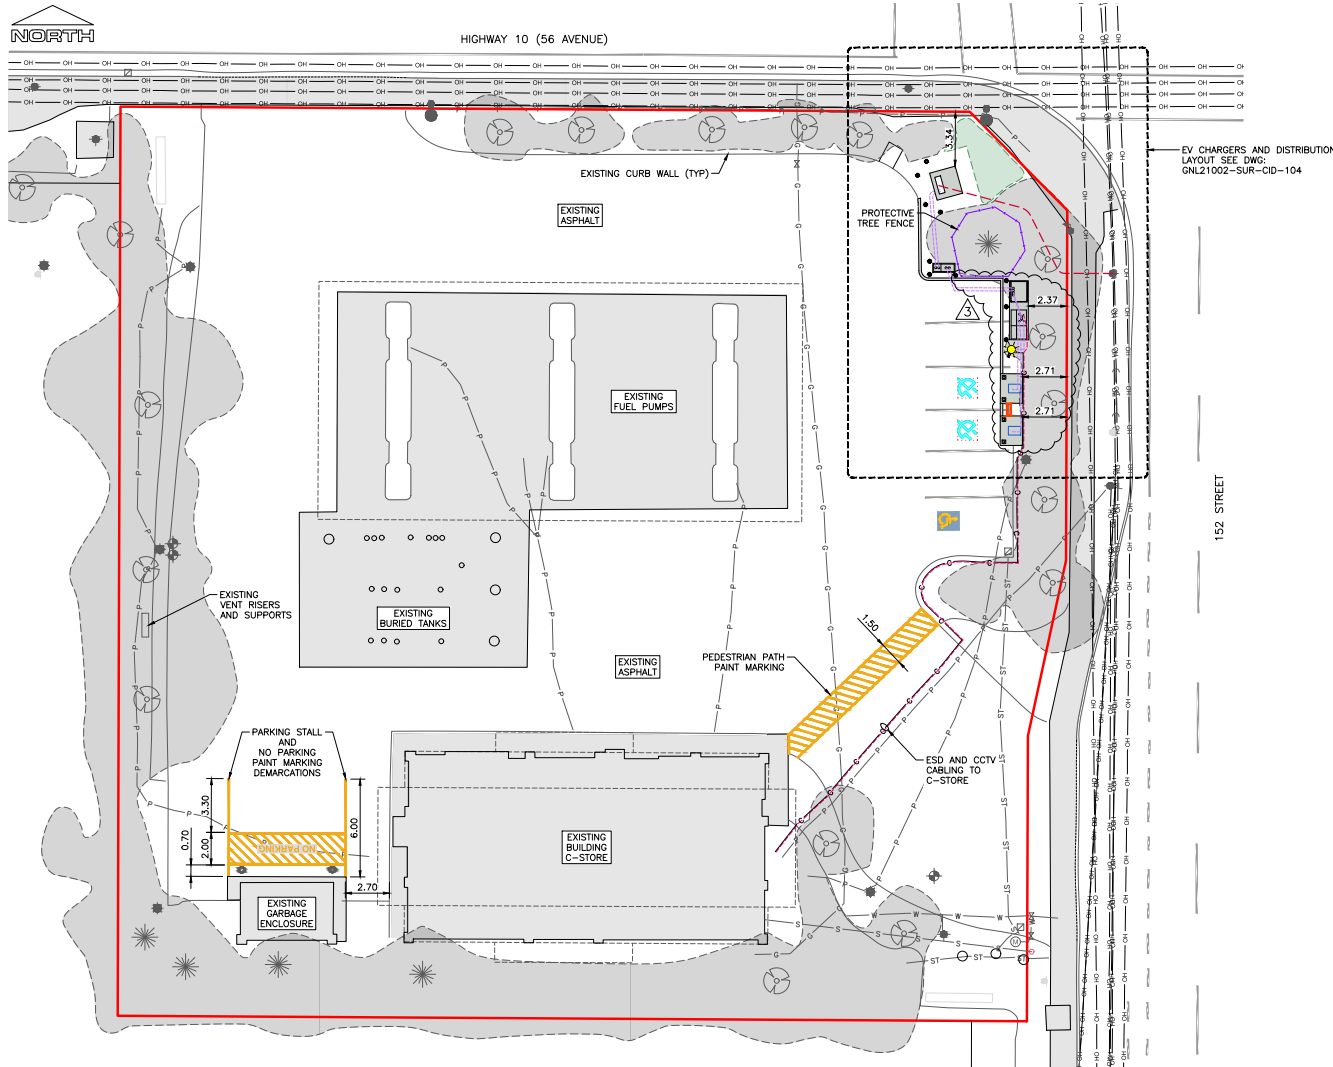 NORTH
HIGHWAY 10 (56 AVENUE)
EV CHARGERS AND DISTRIBUTION
LAYOUT SEE DWG:
GNL21002-SUR-CID-104
EXISTING CURB WALL (TYP)
3.34
EXISTING
ASPHALT
PROTECTIVE
TREE FENCE
3
2.37
2.71
2.71
EXISTING
FUEL PUMPS
152 STREET
EXISTING
VENT RISERS
AND SUPPORTS
EXISTING
BURIED TANKS
1.50
EXISTING
ASPHALT
PEDESTRIAN PATH
PAINT MARKING
PARKING STALL
AND
NO PARKING
PAINT MARKING
DEMARCATIONS
ESD AND CCTV
CABLING TO
C-STORE
3.30
0.70
2.00
6.00
NO PARKING
2.70
EXISTING
BUILDING
C-STORE
EXISTING
GARBAGE
ENCLOSURE